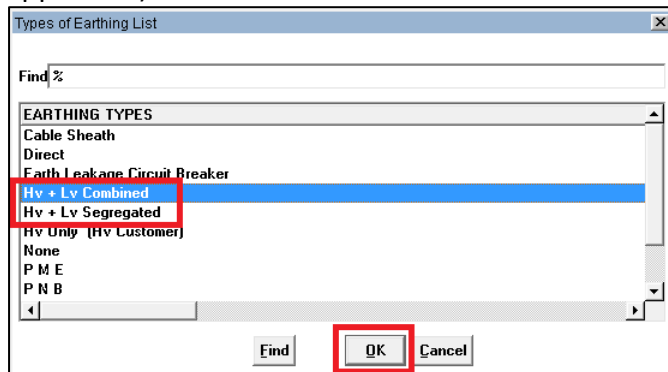 Types of Earthing List
Find %
EARTHING TYPES
Cable Sheath
Direct
Earth Leakage Circuit Breaker
Hv + Lv Combined
Hv + Lv Segregated
Hv Only (Hv Customer)
None
P M E
P N B
Find OK Cancel